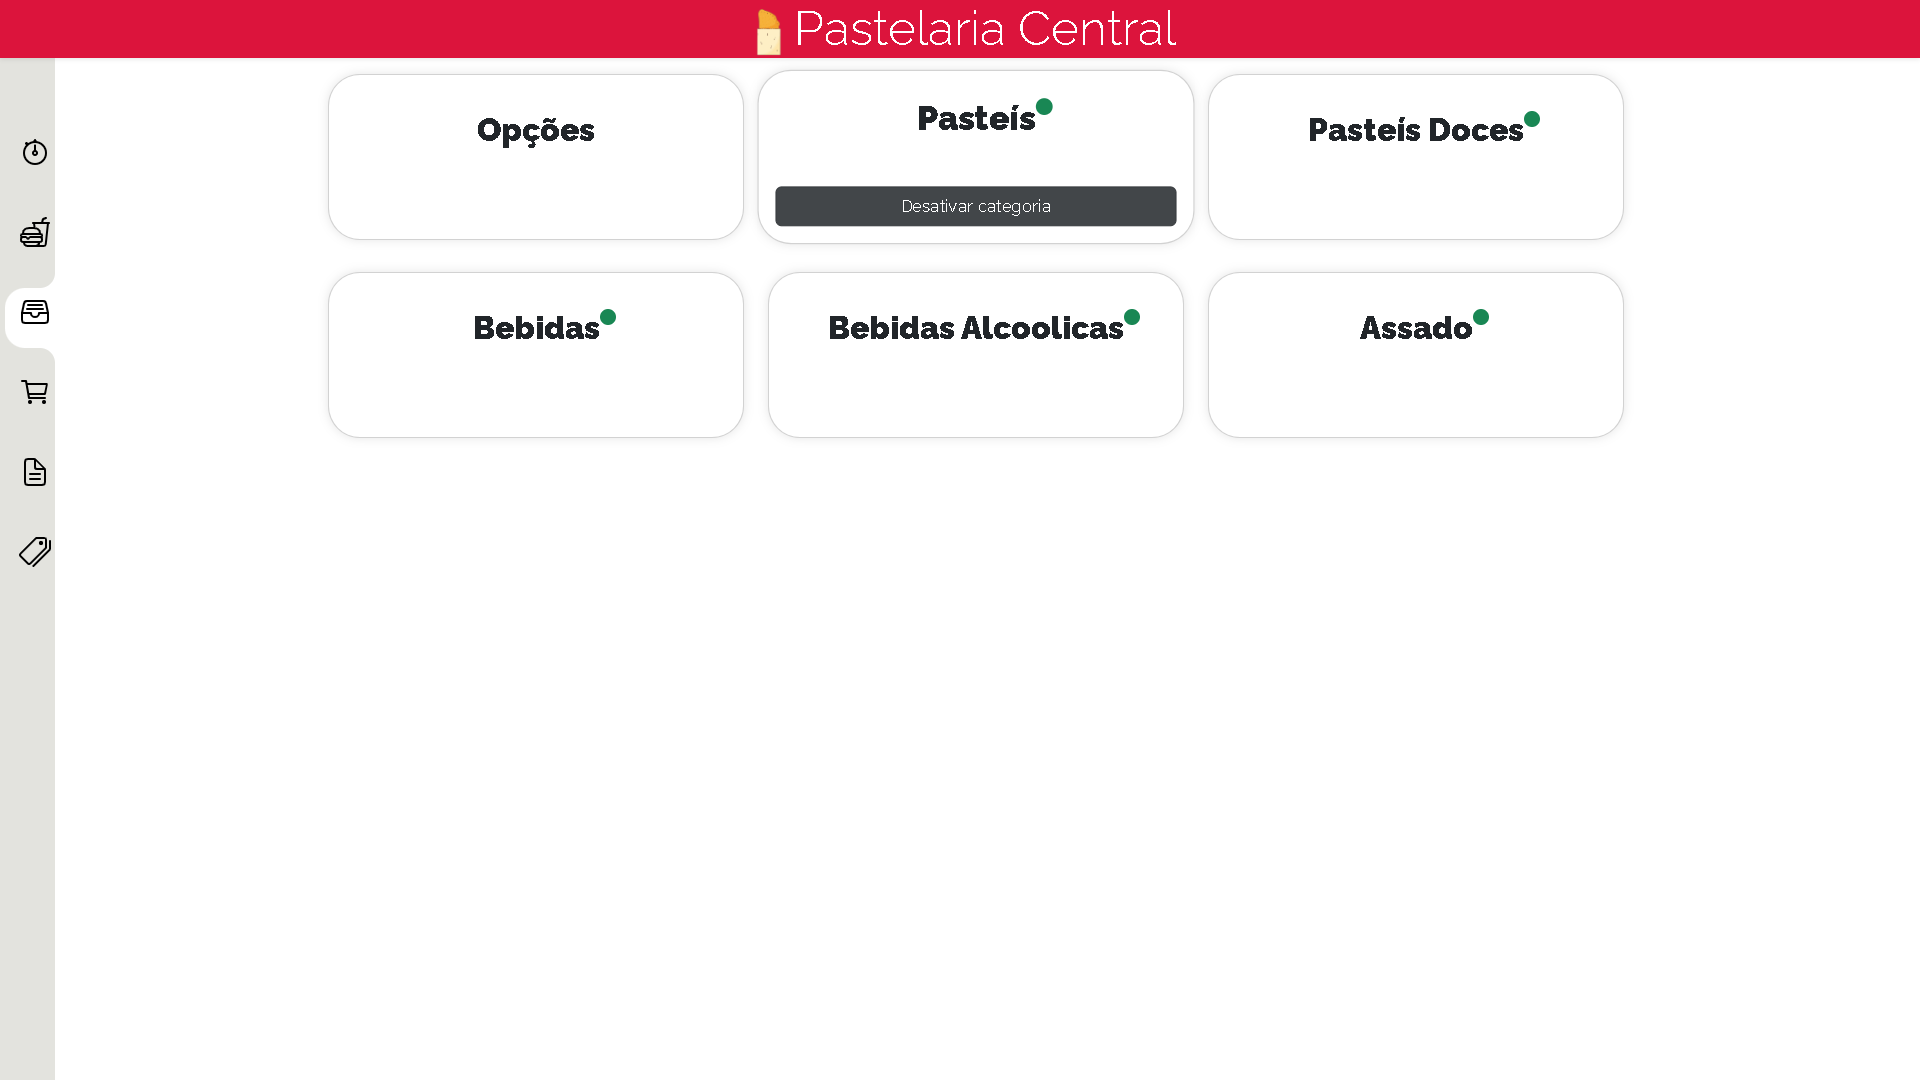 Pastelaria Central
Opções
Pasteís
Desativar categoria
Pasteís Doces
Bebidas
Bebidas Alcoolicas
Assado